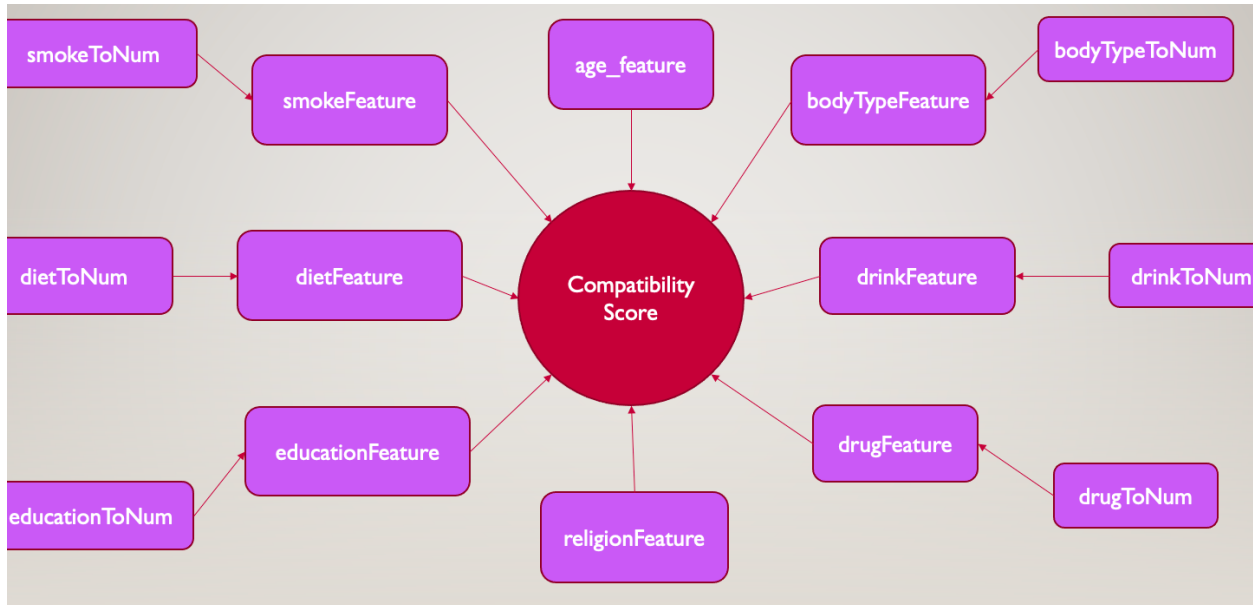 smokeToNum
smokeFeature
age_feature
bodyTypeFeature
bodyTypeToNum
dietToNum
dietFeature
Compatibility
Score
drinkFeature
drinkToNum
educationToNum
educationFeature
religionFeature
drugFeature
drugToNum